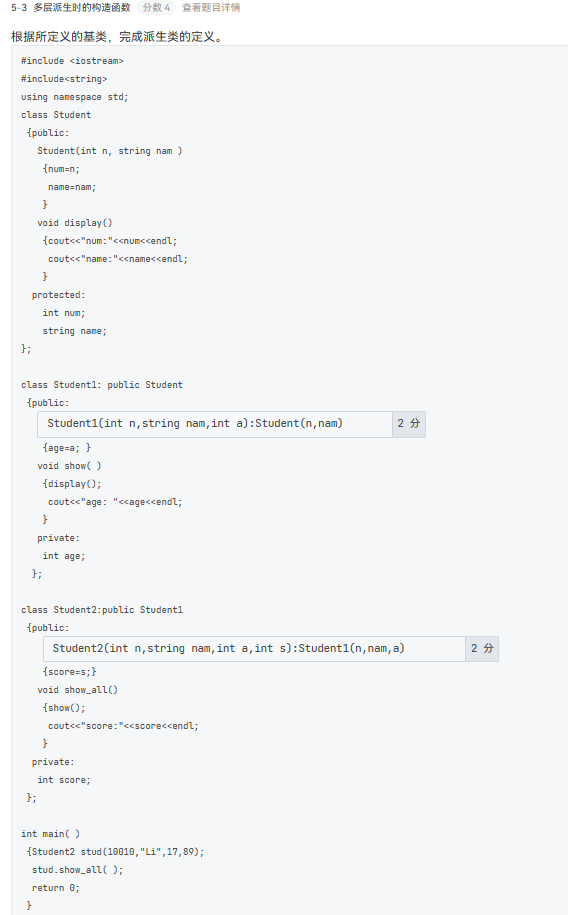 5-3 多层派生时的构造函数 分数 4 查看题目详情
根据所定义的基类，完成派生类的定义。
#include <iostream>
#include<string>
using namespace std;
class Student
{public:
Student(int n, string nam )
{num=n;
name=nam;
}
void display()
{cout<<"num:"<<num<<endl;
cout<<"name:"<<name<<endl;
}
protected:
int num;
string name;
};
class Student1: public Student
{public:
Student1(int n,string nam,int a):Student(n,nam) 2 分
{age=a; }
void show( )
{display();
cout<<"age: "<<age<<endl;
}
private:
int age;
};
class Student2:public Student1
{public:
Student2(int n,string nam,int a,int s):Student1(n,nam,a) 2 分
{score=s;}
void show_all()
{show();
cout<<"score:"<<score<<endl;
}
private:
int score;
};
int main( )
{Student2 stud(10010,"Li",17,89);
stud.show_all( );
return 0;
}